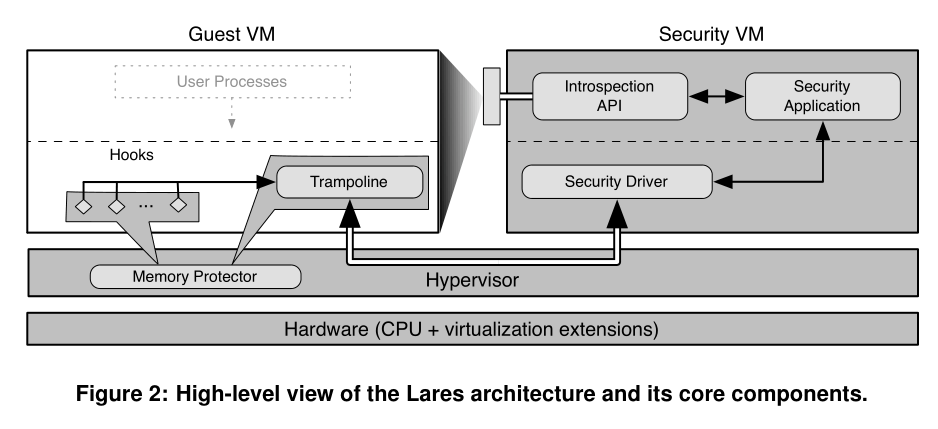 Guest VM
Security VM
User Processes
Introspection
API
Security
Application
Hooks
...
Trampoline
Security Driver
Memory Protector
Hypervisor
Hardware (CPU + virtualization extensions)
Figure 2: High-level view of the Lares architecture and its core components.